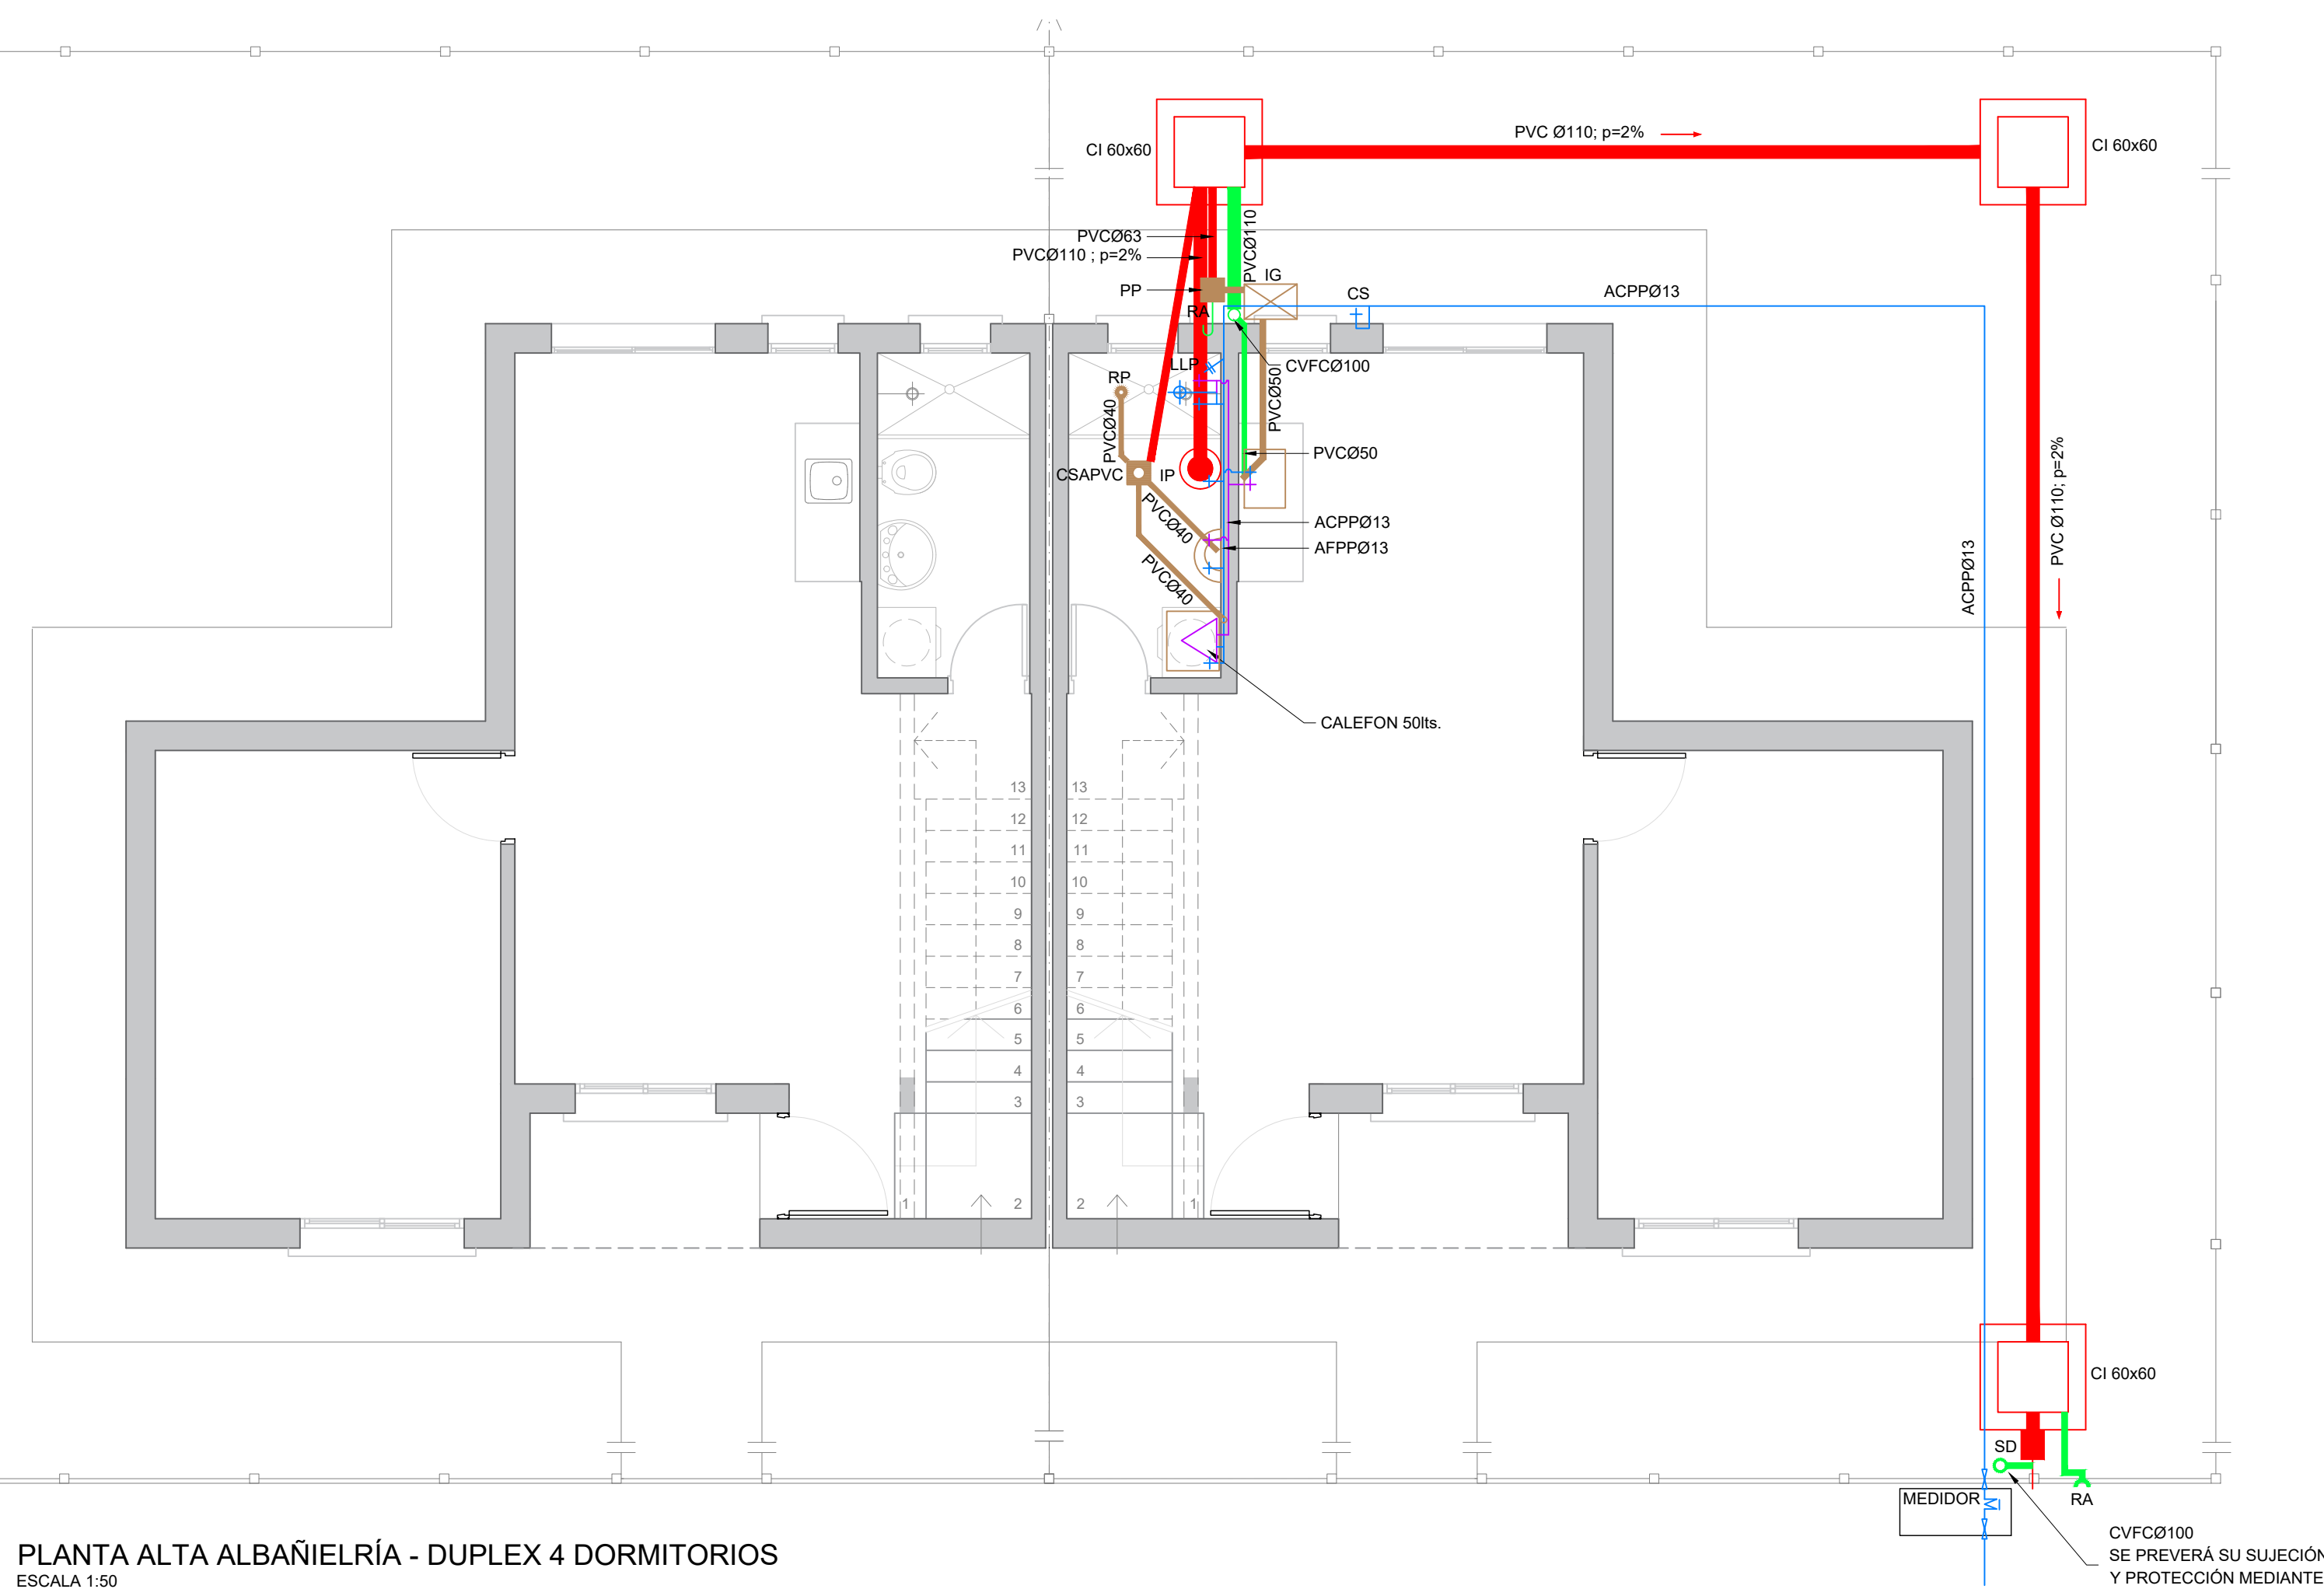 PVC Ø110; p=2%
CI 60x60
CI 60x60
PVCØ63
PVCØ110 ; p=2%
PVCØ110
PP
IG
RA
CS
ACPPØ13
LLP
CVFCØ100
RP
PVCØ40
PVCØ50
PVCØ50
CSAPVC
IP
PVCØ40
PVCØ40
ACPPØ13
AFPPØ13
ACPPØ13
PVC Ø110; p=2%
CALEFON 50lts.
13 13
12 12
11 11
10 10
9 9
8 8
7 7
6 6
5 5
4 4
3 3
1 2 2 1
CI 60x60
SD
RA
MEDIDOR M
CVFCØ100
SE PREVERÁ SU SUJECIÓN
Y PROTECCIÓN MEDIANTE
PLANTA ALTA ALBAÑIELRÍA - DUPLEX 4 DORMITORIOS
ESCALA 1:50